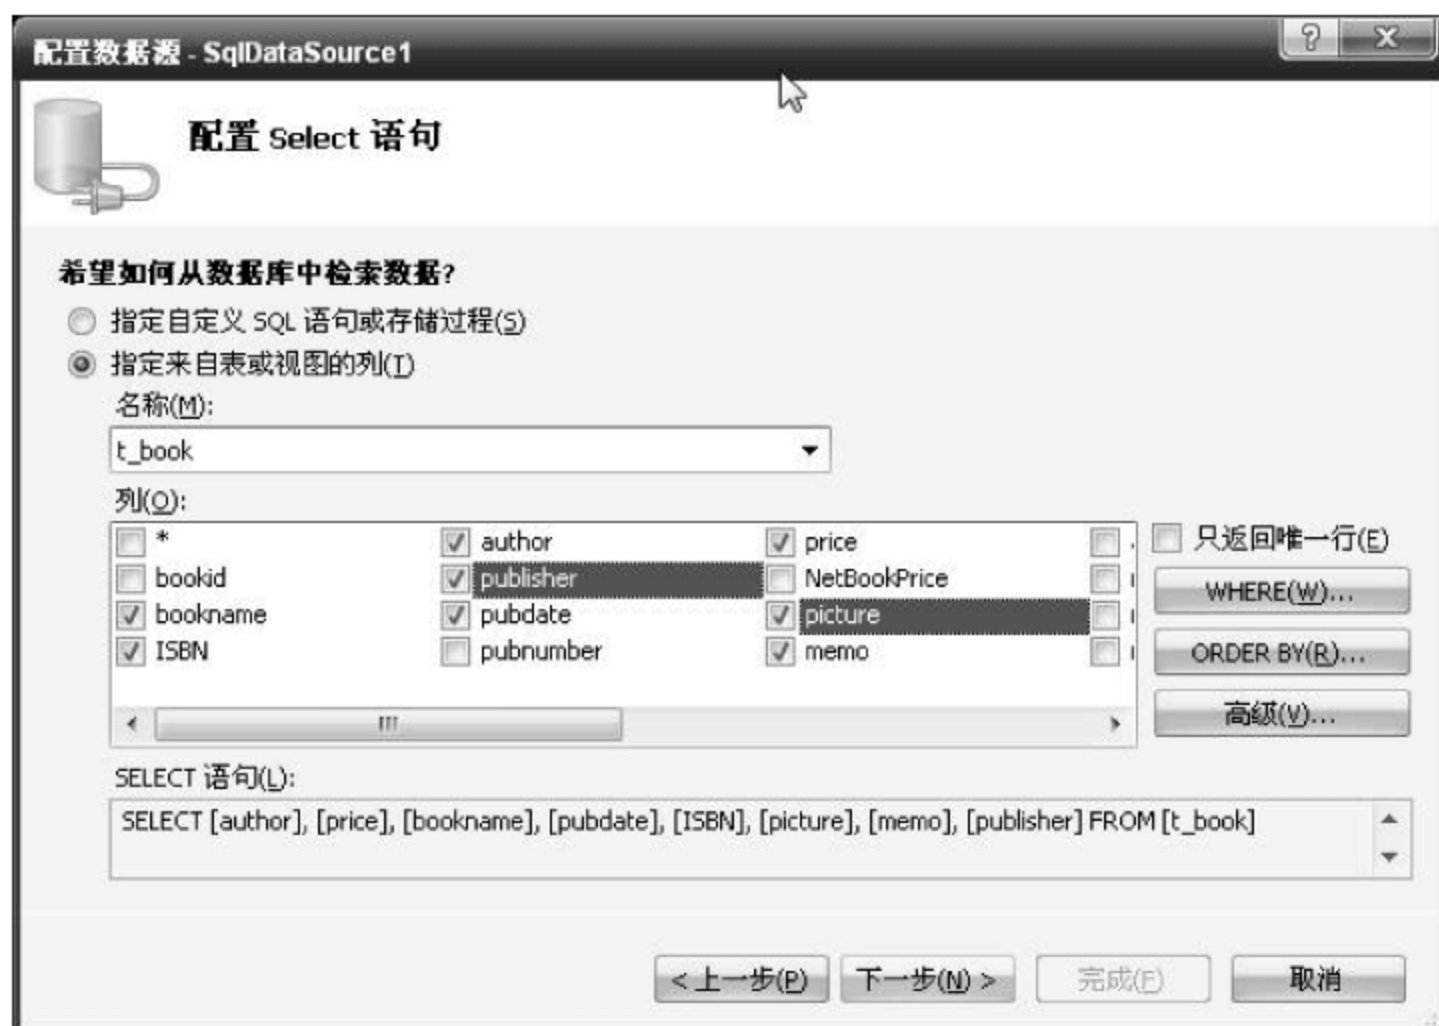 配置数据源 - SqlDataSource1
配置 Select 语句
希望如何从数据库中检索数据?
指定自定义 SQL 语句或存储过程(S)
指定来自表或视图的列(T)
名称(M):
t_book
列(O):
* author price 只返回唯一行(E)
bookid publisher NetBookPrice WHERE(W)...
bookname pubdate picture
ISBN pubnumber memo ORDER BY(R)...
高级(V)...
SELECT 语句(L):
SELECT [author], [price], [bookname], [pubdate], [ISBN], [picture], [memo], [publisher] FROM [t_book]
< 上一步(P) 下一步(N) > 完成(F) 取消